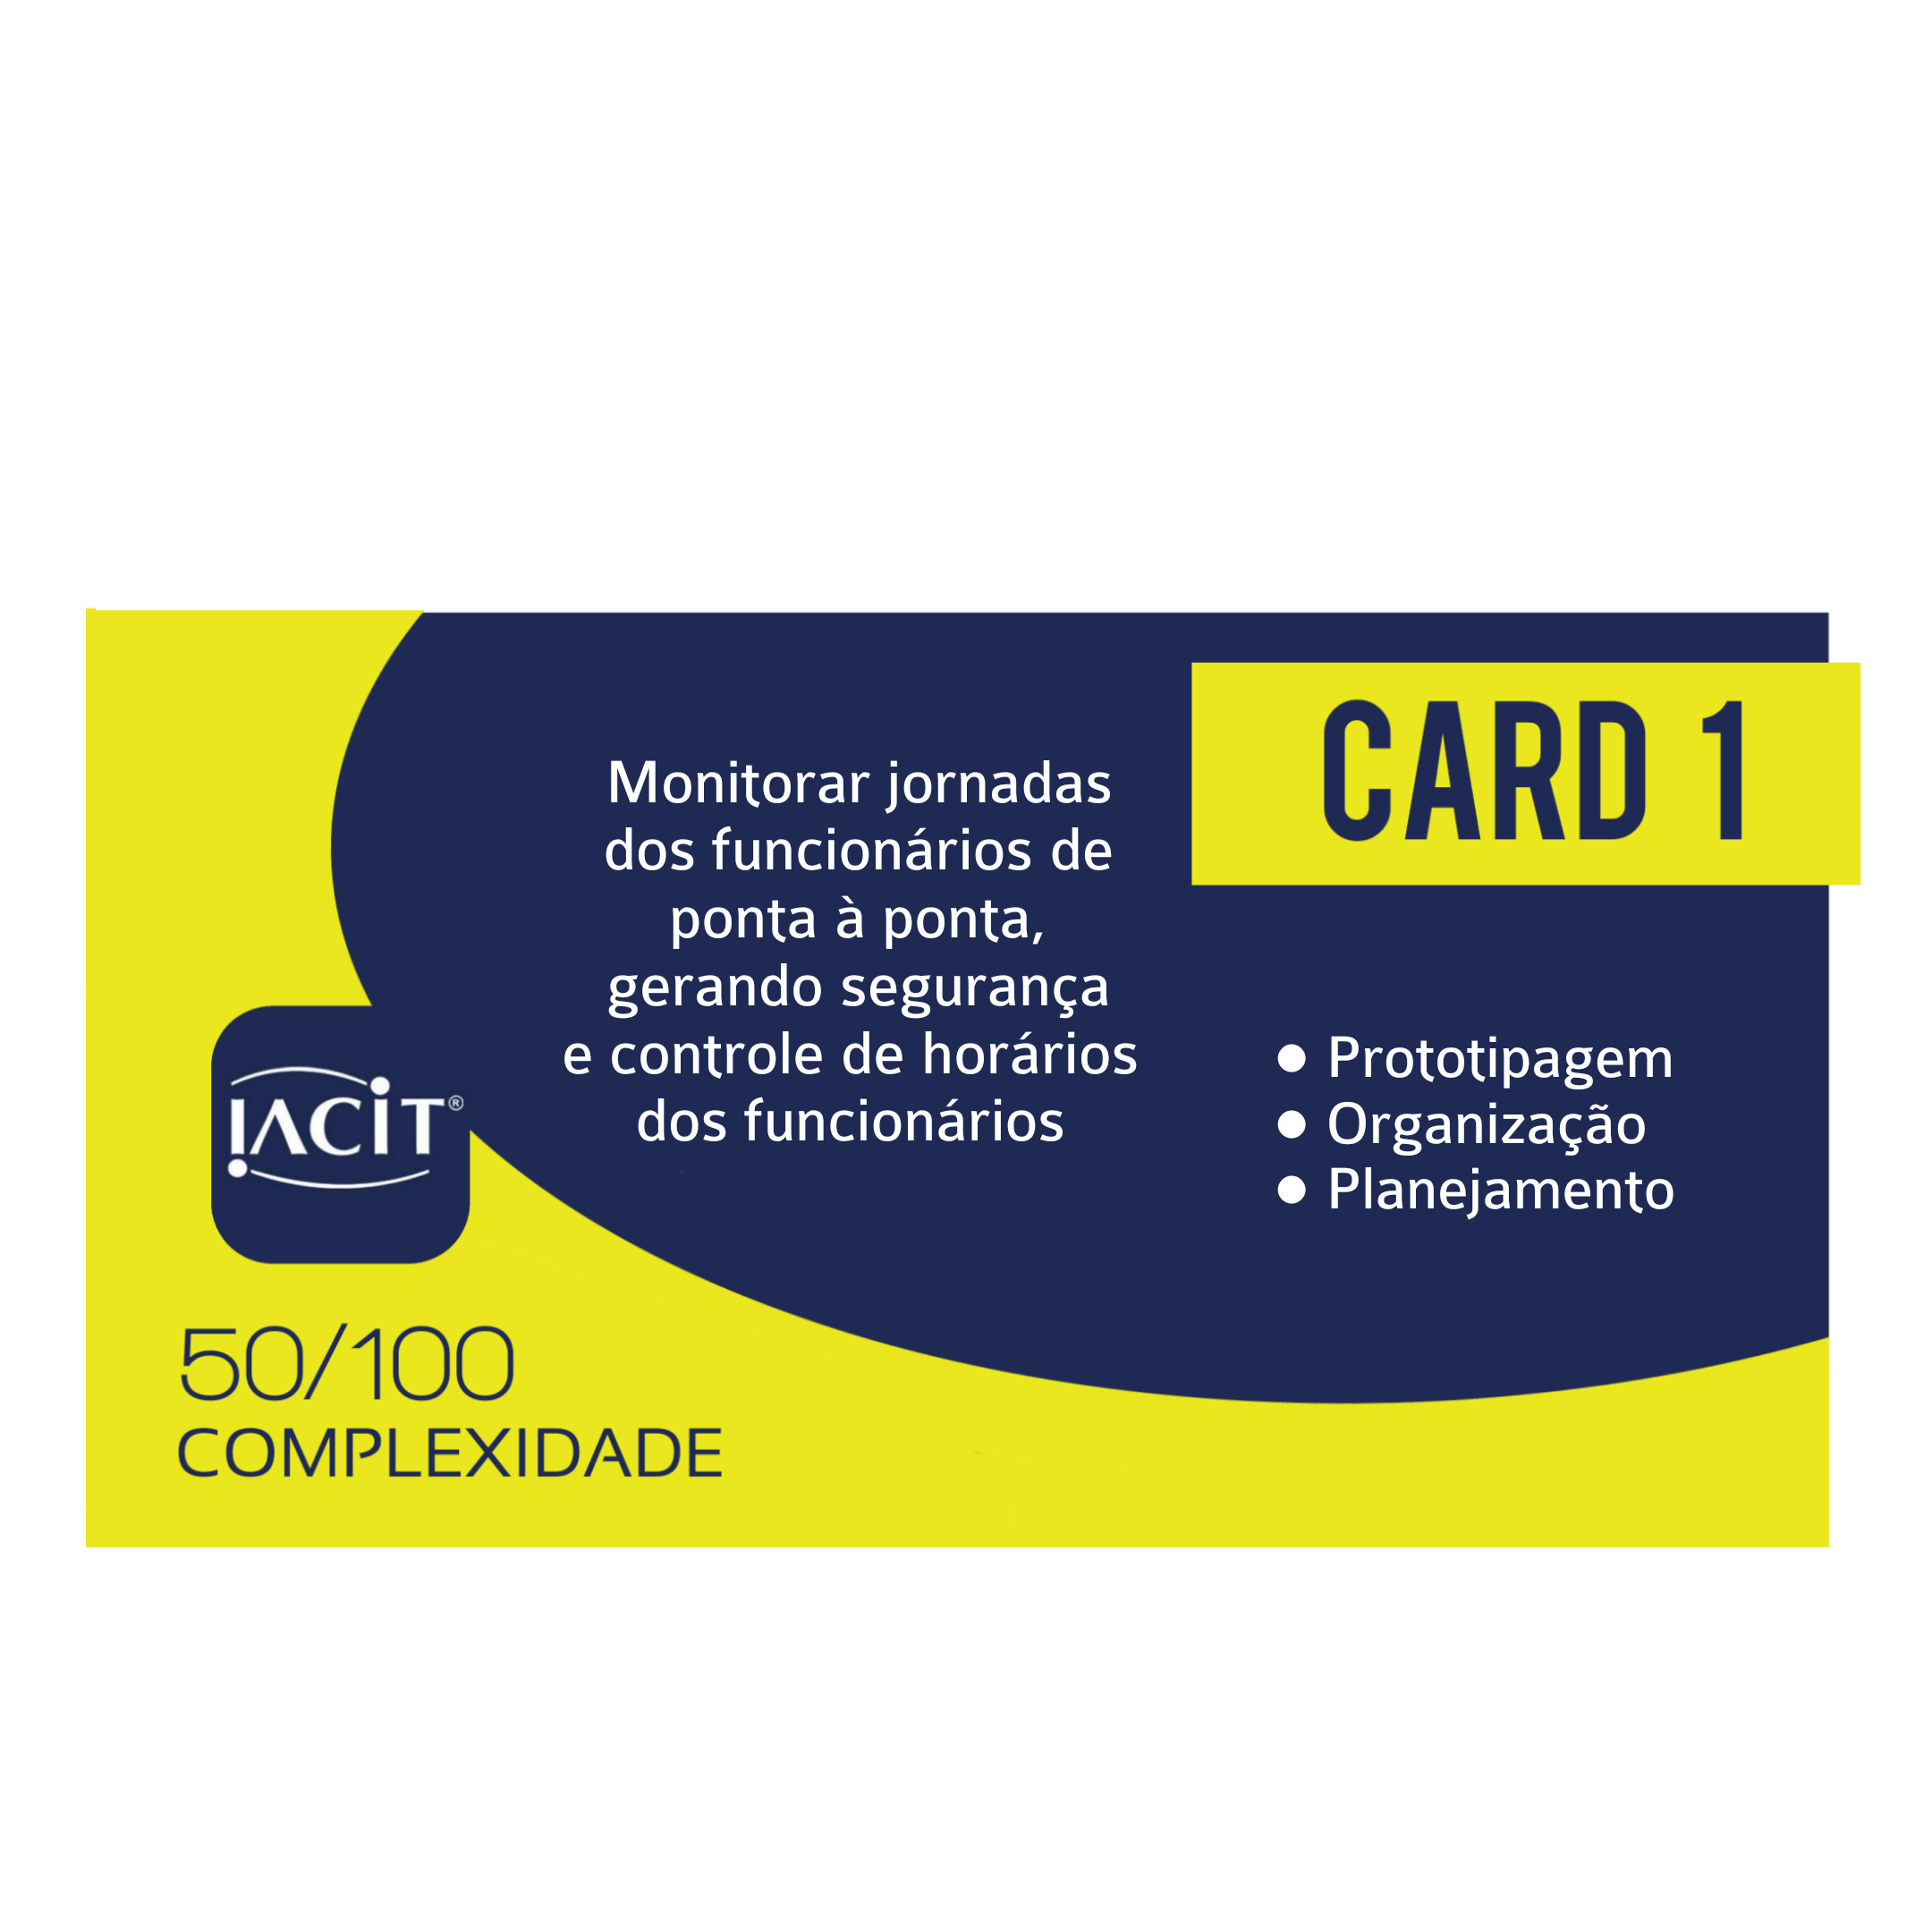 CARD 1
Monitorar jornadas
dos funcionários de
ponta à ponta,
gerando segurança
e controle de horários
dos funcionários
● Prototipagem
● Organização
● Planejamento
IACIT®
50/100
COMPLEXIDADE